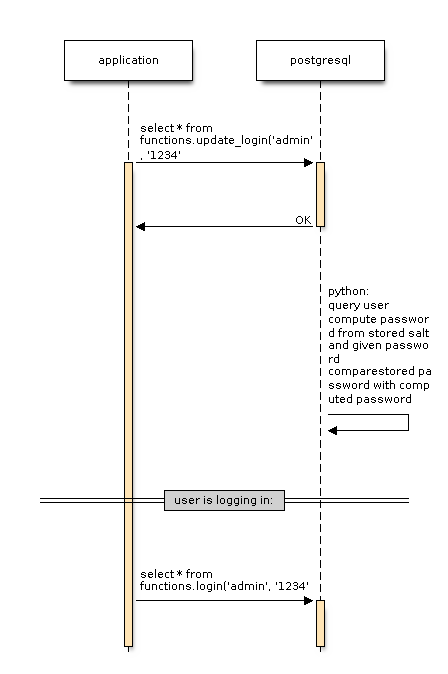 application
postgresql
select * from
functions.update_login('admin'
, '1234'
OK
python:
query user
compute passwor
d from stored salt
and given passwo
rd
comparestored pa
ssword with comp
uted password
user is logging in:
select * from
functions.login('admin', '1234'